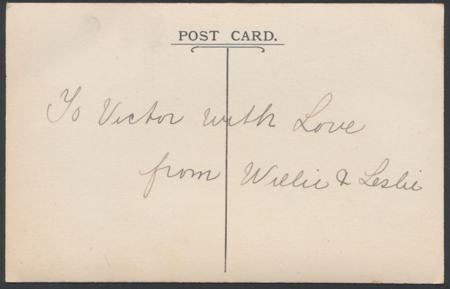 POST CARD.
To Victor with Love
from Willie & Leslie